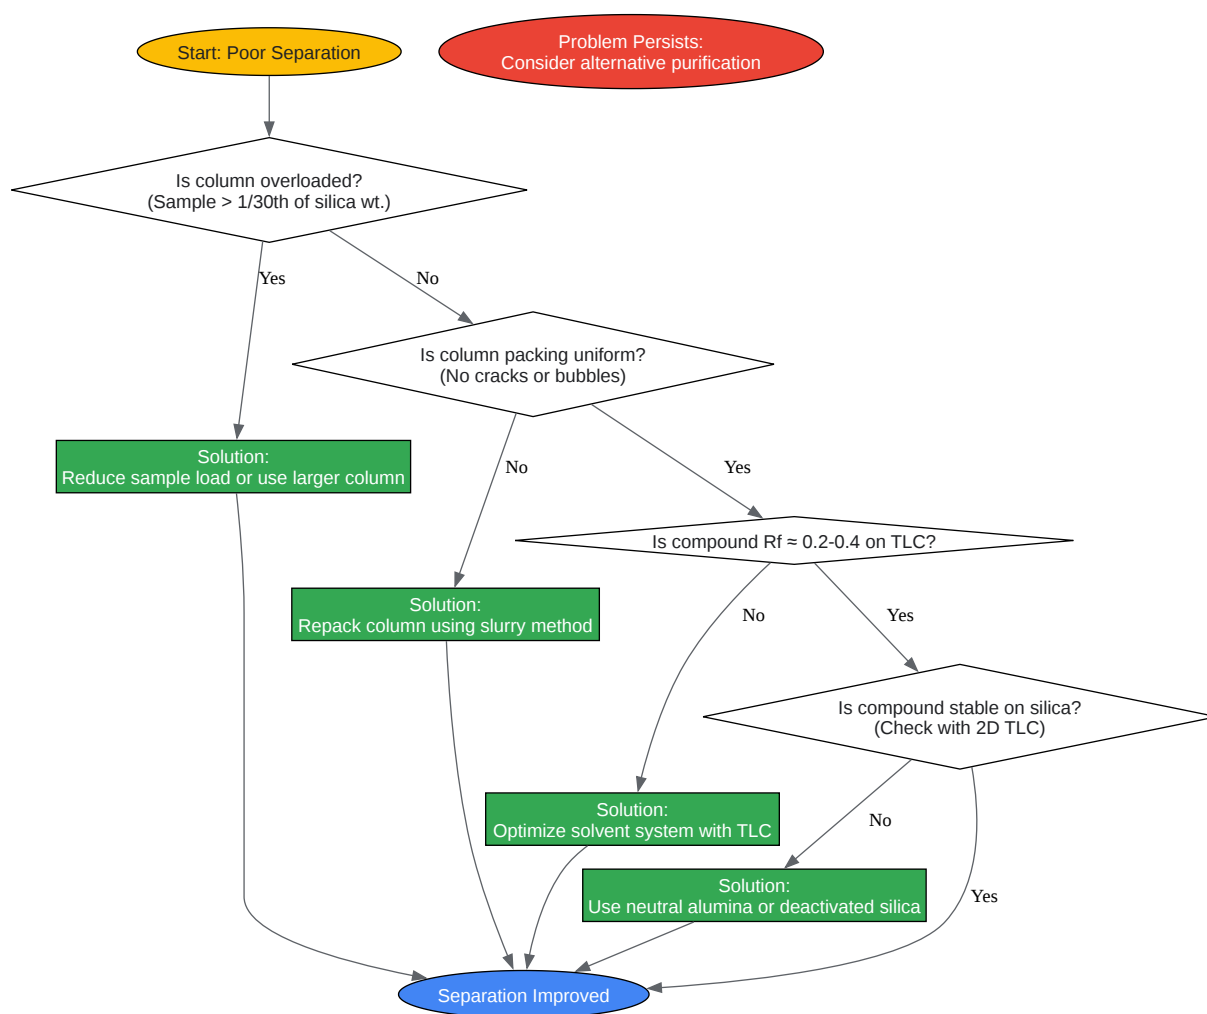 Start: Poor Separation
Problem Persists:
Consider alternative purification
Is column overloaded?
(Sample > 1/30th of silica wt.)
Yes
No
Is column packing uniform?
(No cracks or bubbles)
Solution:
Reduce sample load or use larger column
No
Yes
Is compound Rf ≈ 0.2-0.4 on TLC?
Solution:
Repack column using slurry method
No
Yes
Is compound stable on silica?
(Check with 2D TLC)
Solution:
Optimize solvent system with TLC
No
Solution:
Use neutral alumina or deactivated silica
Yes
Separation Improved